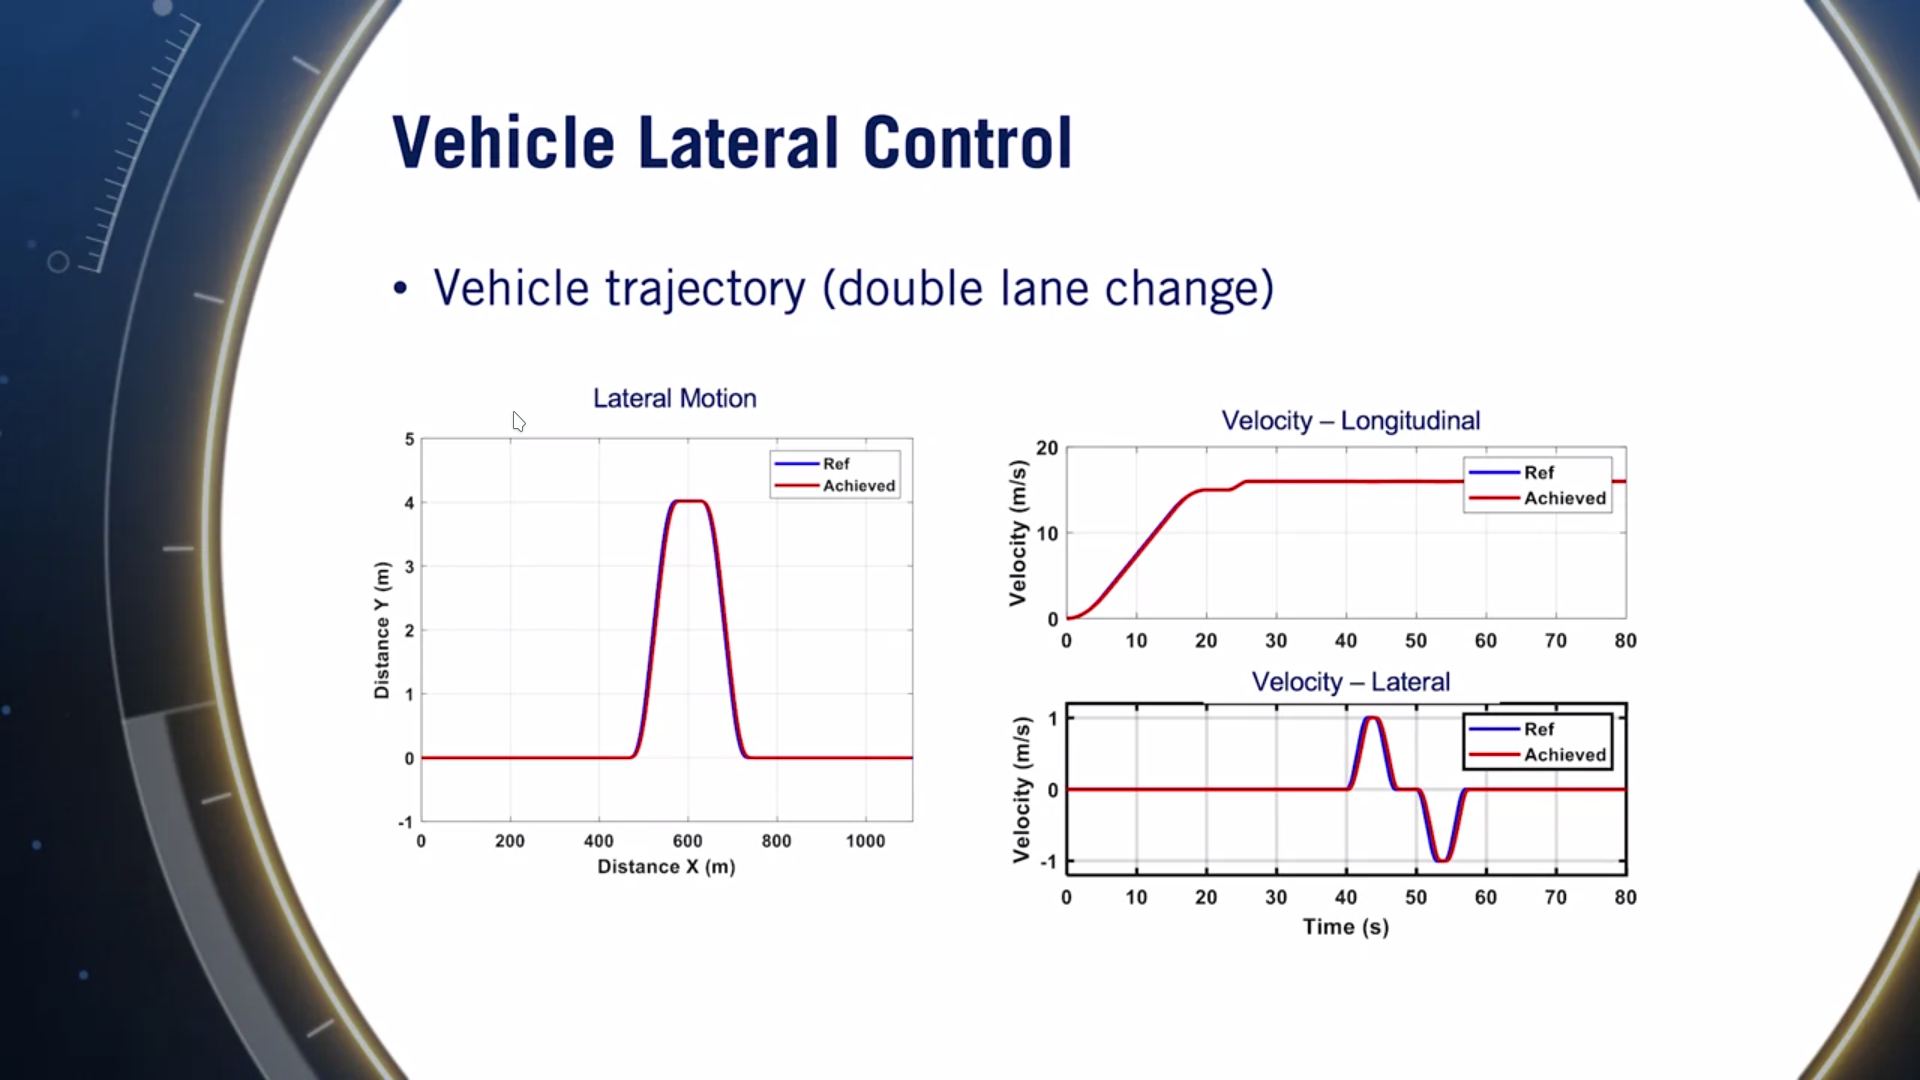 Vehicle Lateral Control
• Vehicle trajectory (double lane change)
Lateral Motion
5
4
3
2
1
0
-1
Distance Y (m)
Ref
Achieved
0 200 400 600 800 1000
Distance X (m)
Velocity – Longitudinal
20
10
0
Velocity (m/s)
Ref
Achieved
0 10 20 30 40 50 60 70 80
Velocity – Lateral
1
0
-1
Velocity (m/s)
Ref
Achieved
0 10 20 30 40 50 60 70 80
Time (s)